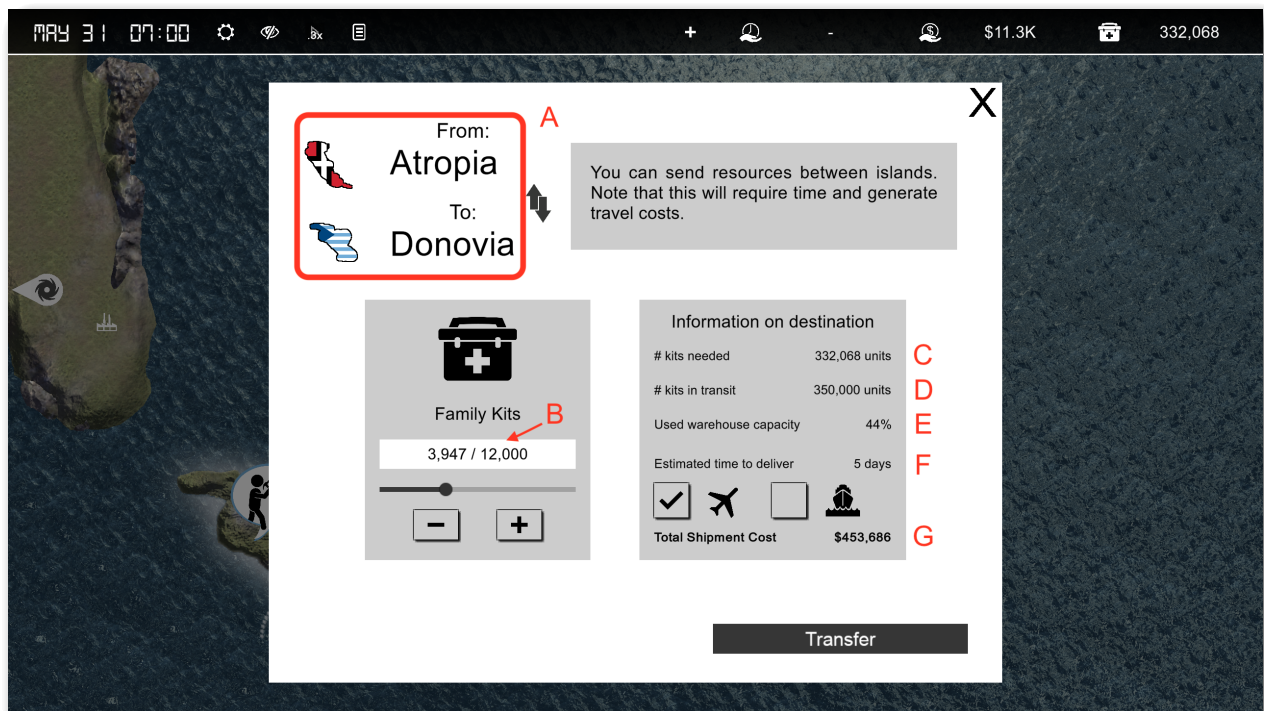 MAY 31 07:00 .8x + - $ $11.3K 332,068
X
A
From:
Atropia
To:
Donovia
You can send resources between islands.
Note that this will require time and generate
travel costs.
Family Kits
B
3,947 / 12,000
- +
Information on destination
# kits needed 332,068 units C
# kits in transit 350,000 units D
Used warehouse capacity 44% E
Estimated time to deliver 5 days F
Total Shipment Cost $453,686 G
Transfer